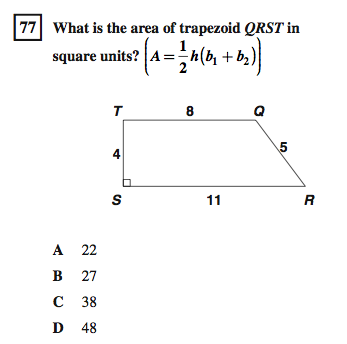 77 What is the area of trapezoid QRST in
square units? (A = 1/2 h(b₁ + b₂))
T 8 Q
4 5
S 11 R
A 22
B 27
C 38
D 48